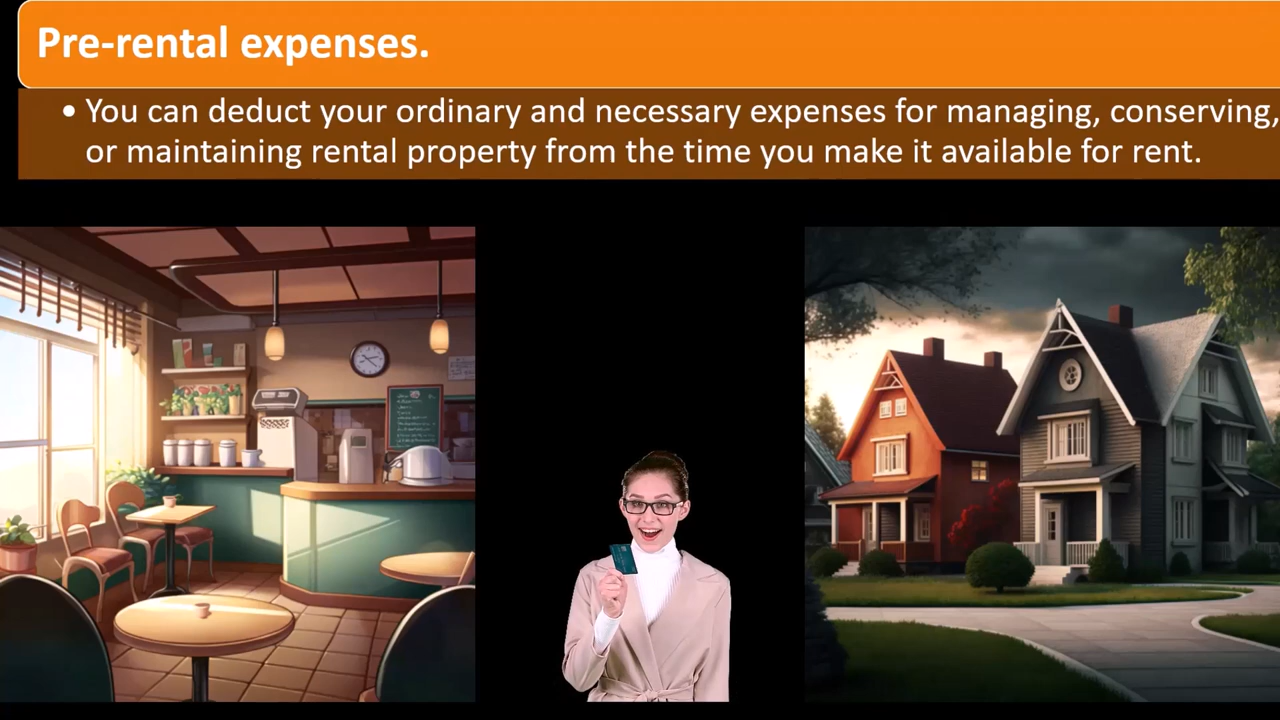 Pre-rental expenses.
• You can deduct your ordinary and necessary expenses for managing, conserving,
or maintaining rental property from the time you make it available for rent.